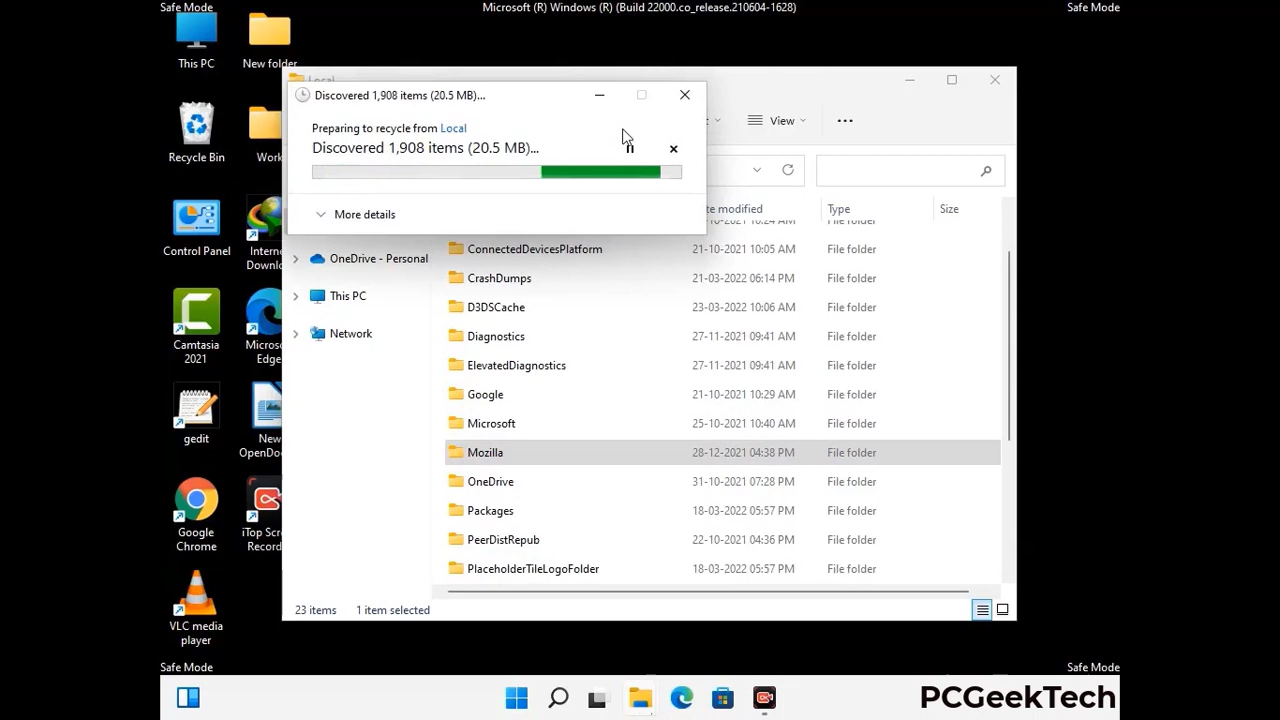 Safe Mode
Microsoft (R) Windows (R) (Build 22000.co_release.210604-1628)
Safe Mode
This PC
New folder
Recycle Bin
Control Panel
Camtasia
2021
gedit
Google
Chrome
VLC media
player
Local
Discovered 1,908 items (20.5 MB)...
Preparing to recycle from Local
Discovered 1,908 items (20.5 MB)...
More details
View
modified
Type
Size
File folder
OneDrive - Personal
This PC
Network
ConnectedDevicesPlatform 21-10-2021 10:05 AM File folder
CrashDumps 21-03-2022 06:14 PM File folder
D3DSCache 23-03-2022 10:06 AM File folder
Diagnostics 27-11-2021 09:41 AM File folder
ElevatedDiagnostics 27-11-2021 09:41 AM File folder
Google 21-10-2021 10:29 AM File folder
Microsoft 25-10-2021 10:40 AM File folder
Mozilla 28-12-2021 04:38 PM File folder
OneDrive 31-10-2021 07:28 PM File folder
Packages 18-03-2022 05:57 PM File folder
PeerDistRepub 22-10-2021 04:36 PM File folder
PlaceholderTileLogoFolder 18-03-2022 05:57 PM File folder
23 items
1 item selected
Safe Mode
Safe Mode
PCGeekTech